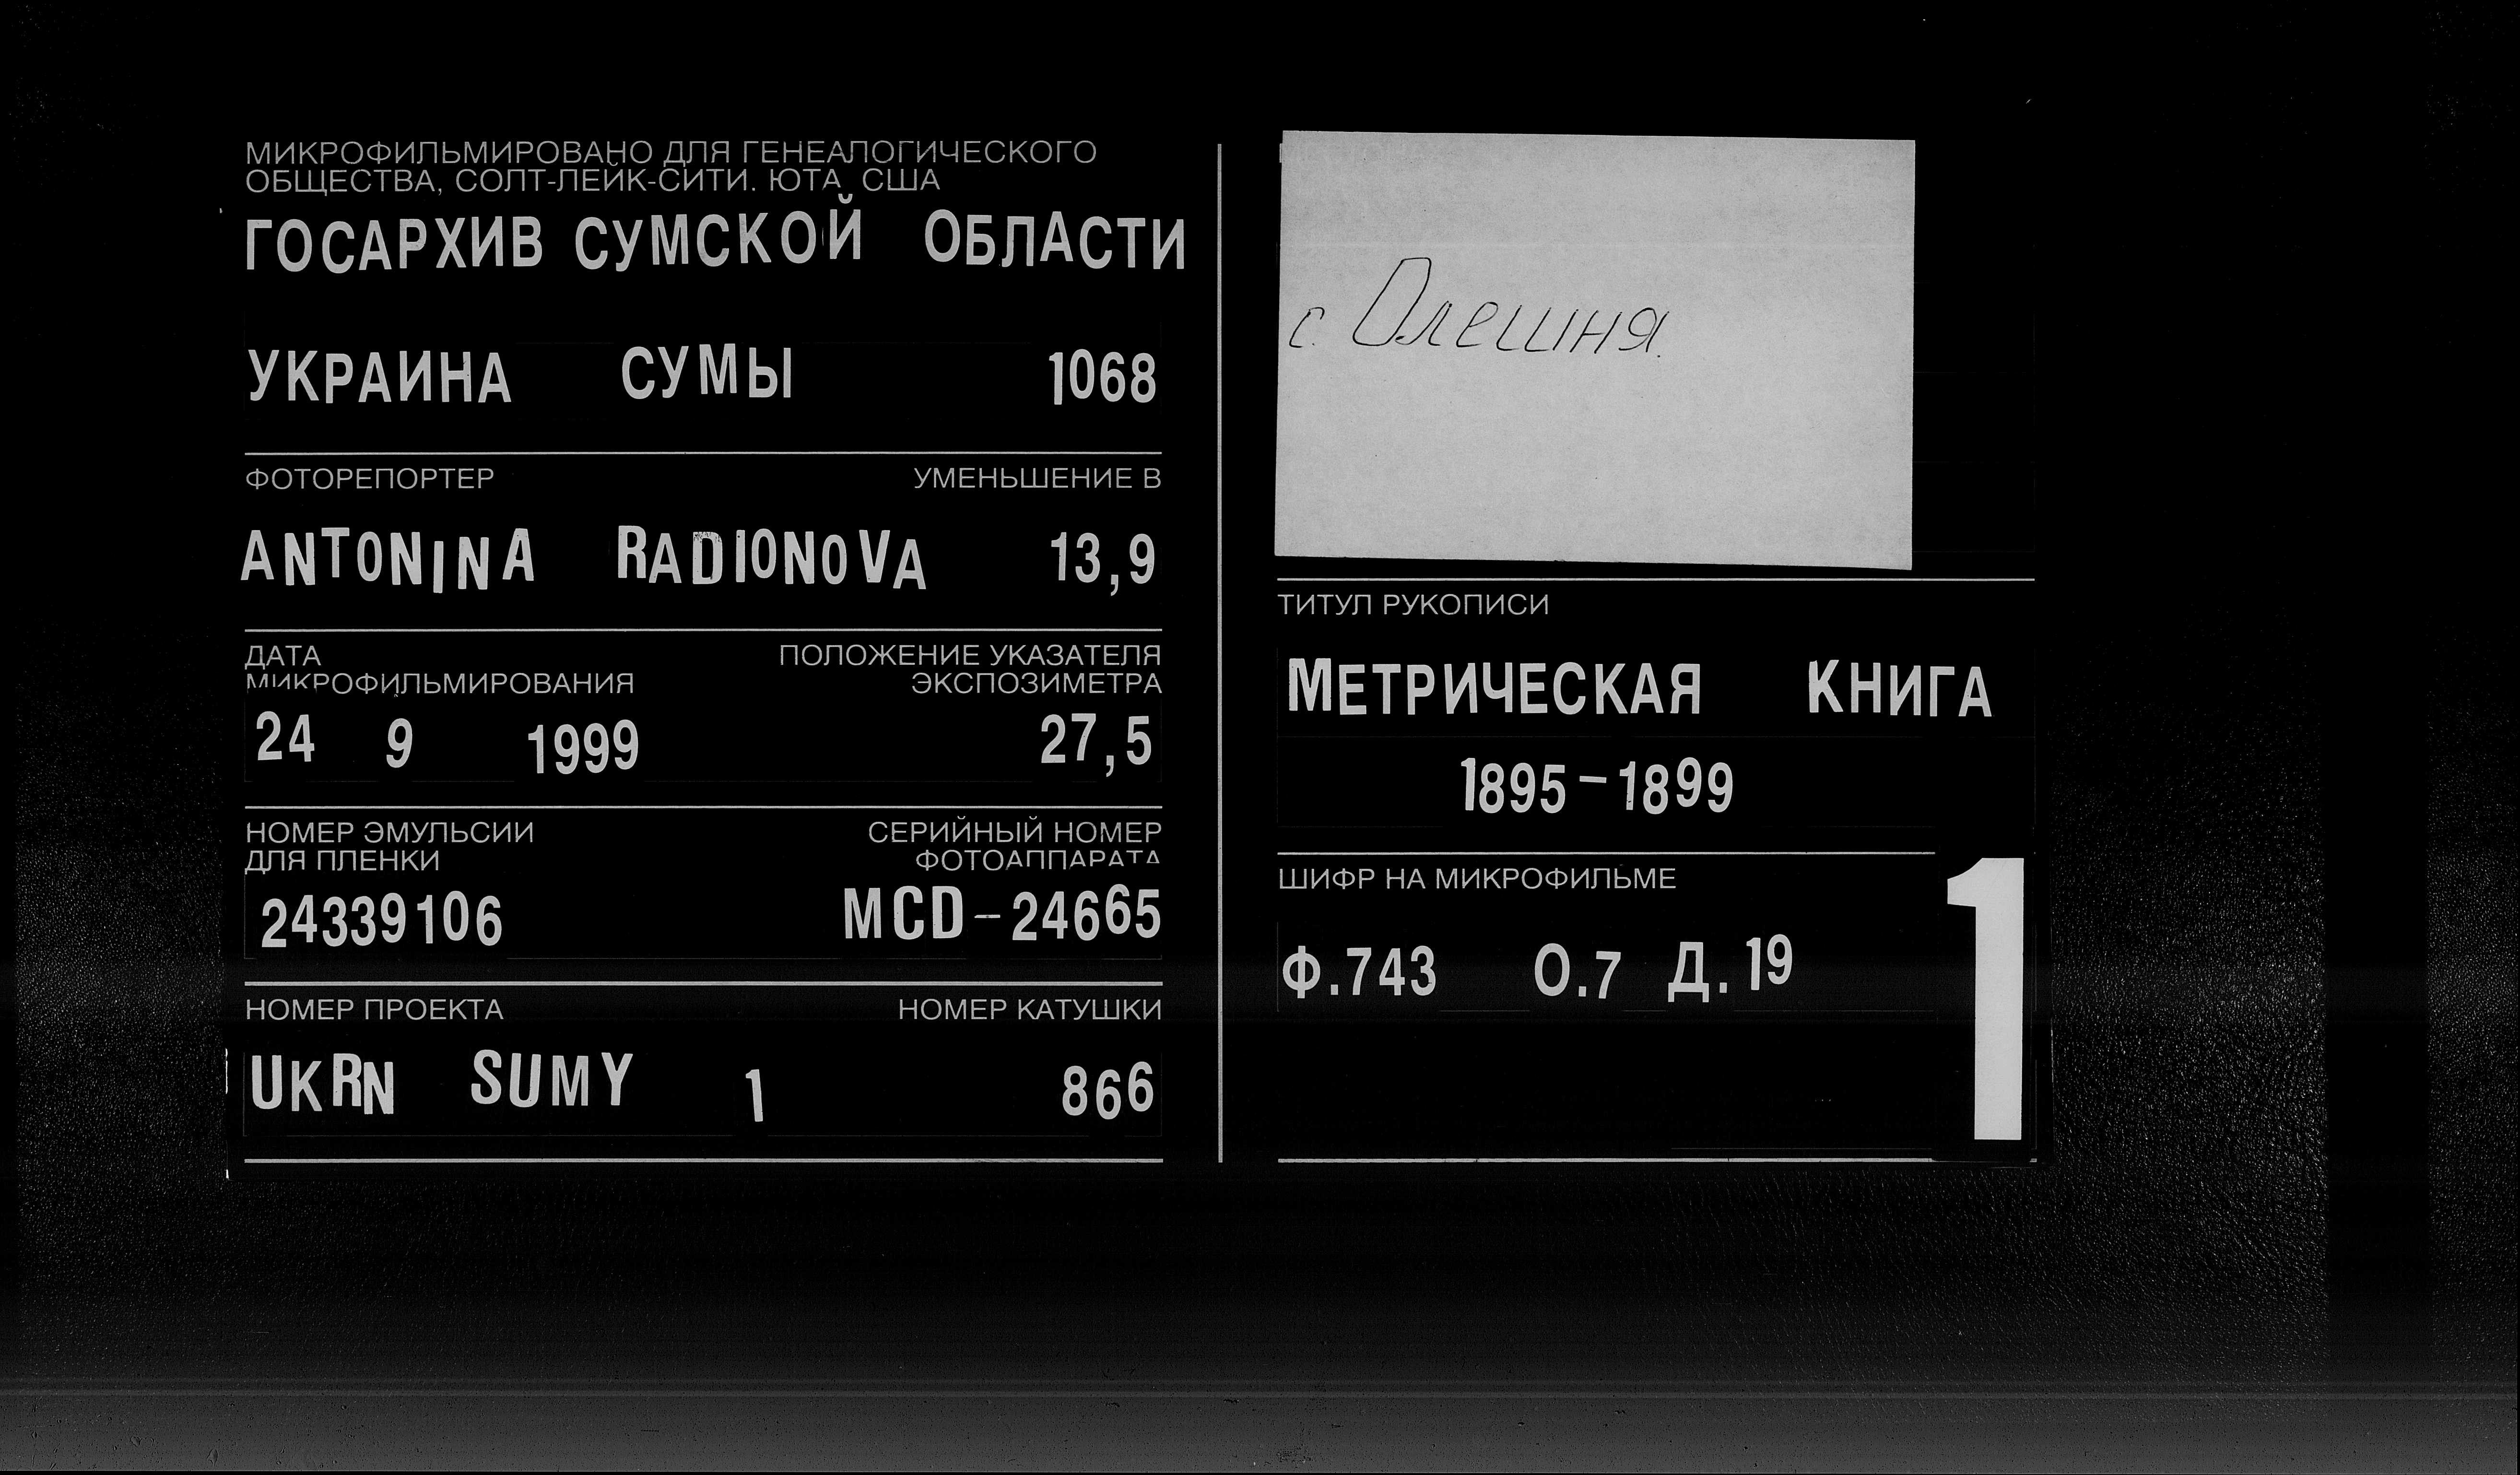 МИКРОФИЛЬМИРОВАНО ДЛЯ ГЕНЕАЛОГИЧЕСКОГО
ОБЩЕСТВА, СОЛТ-ЛЕЙК-СИТИ. ЮТА, США
ГОСАРХИВ СУМСКОЙ ОБЛАСТИ
УКРАИНА СУМЫ 1068
ФОТОРЕПОРТЕР УМЕНЬШЕНИЕ В
ANTONINA RADIONOVA 13,9
ДАТА ПОЛОЖЕНИЕ УКАЗАТЕЛЯ
МИКРОФИЛЬМИРОВАНИЯ ЭКСПОЗИМЕТРА
24 9 1999 27,5
НОМЕР ЭМУЛЬСИИ СЕРИЙНЫЙ НОМЕР
ДЛЯ ПЛЕНКИ ФОТОАППАРАТА
24339106 MCD-24665
НОМЕР ПРОЕКТА НОМЕР КАТУШКИ
UKRN SUMY 1 866
с. Олешня.
ТИТУЛ РУКОПИСИ
МЕТРИЧЕСКАЯ КНИГА
1895-1899
ШИФР НА МИКРОФИЛЬМЕ
Ф.743 О.7 Д.19
1